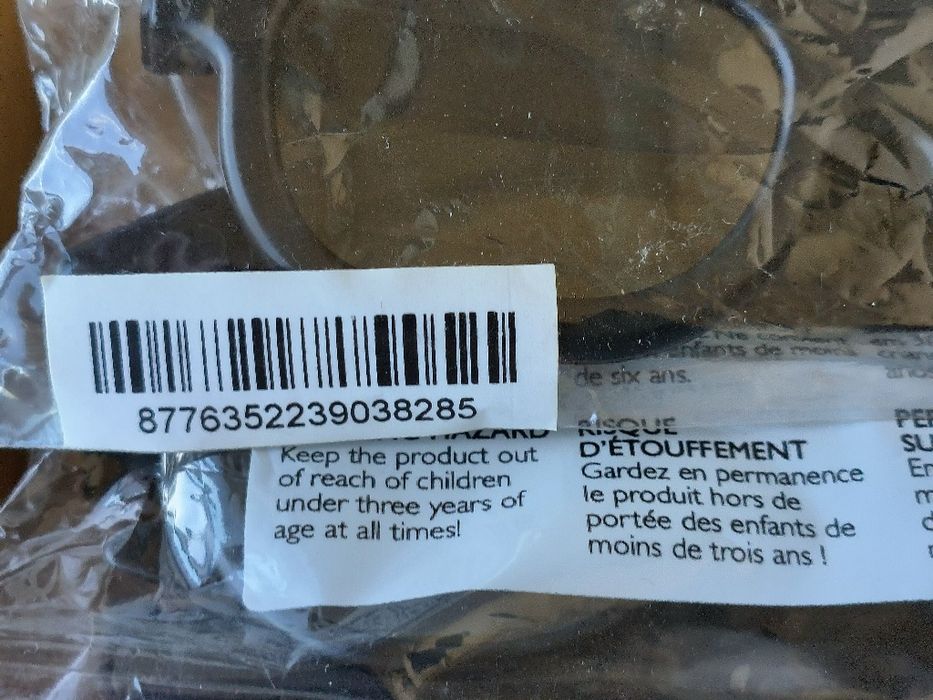 de six ans.
8776352239038285
HAZARD
Keep the product out
of reach of children
under three years of
age at all times!
RISQUE
D'ÉTOUFFEMENT
Gardez en permanence
le produit hors de
portée des enfants de
moins de trois ans !